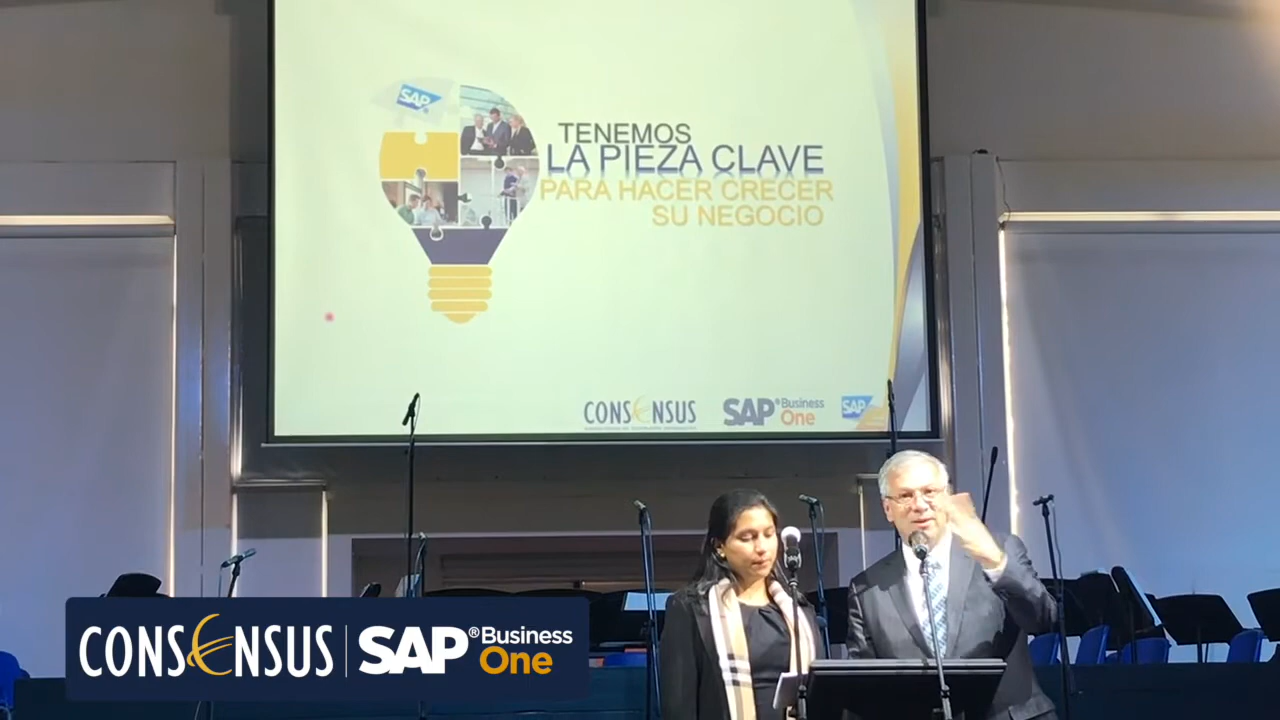 SAP
TENEMOS
LA PIEZA CLAVE
PARA HACER CRECER
SU NEGOCIO
CONSENSUS
SAP® Business
One
SAP
CONSENSUS
SAP® Business
One